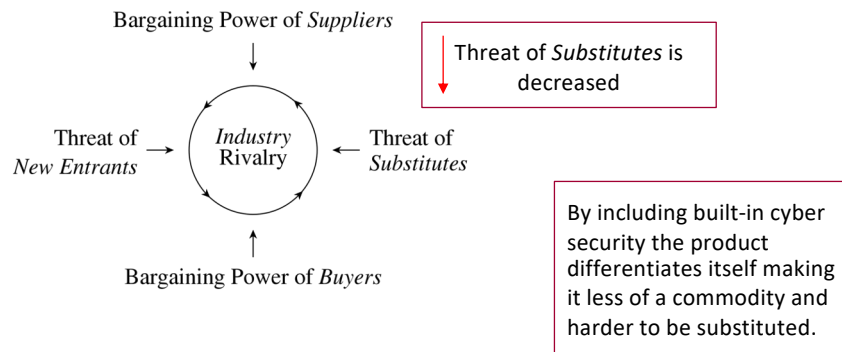 Bargaining Power of Suppliers
Threat of Substitutes is
decreased
Threat of
New Entrants
Industry
Rivalry
Threat of
Substitutes
By including built-in cyber
security the product
differentiates itself making
it less of a commodity and
harder to be substituted.
Bargaining Power of Buyers